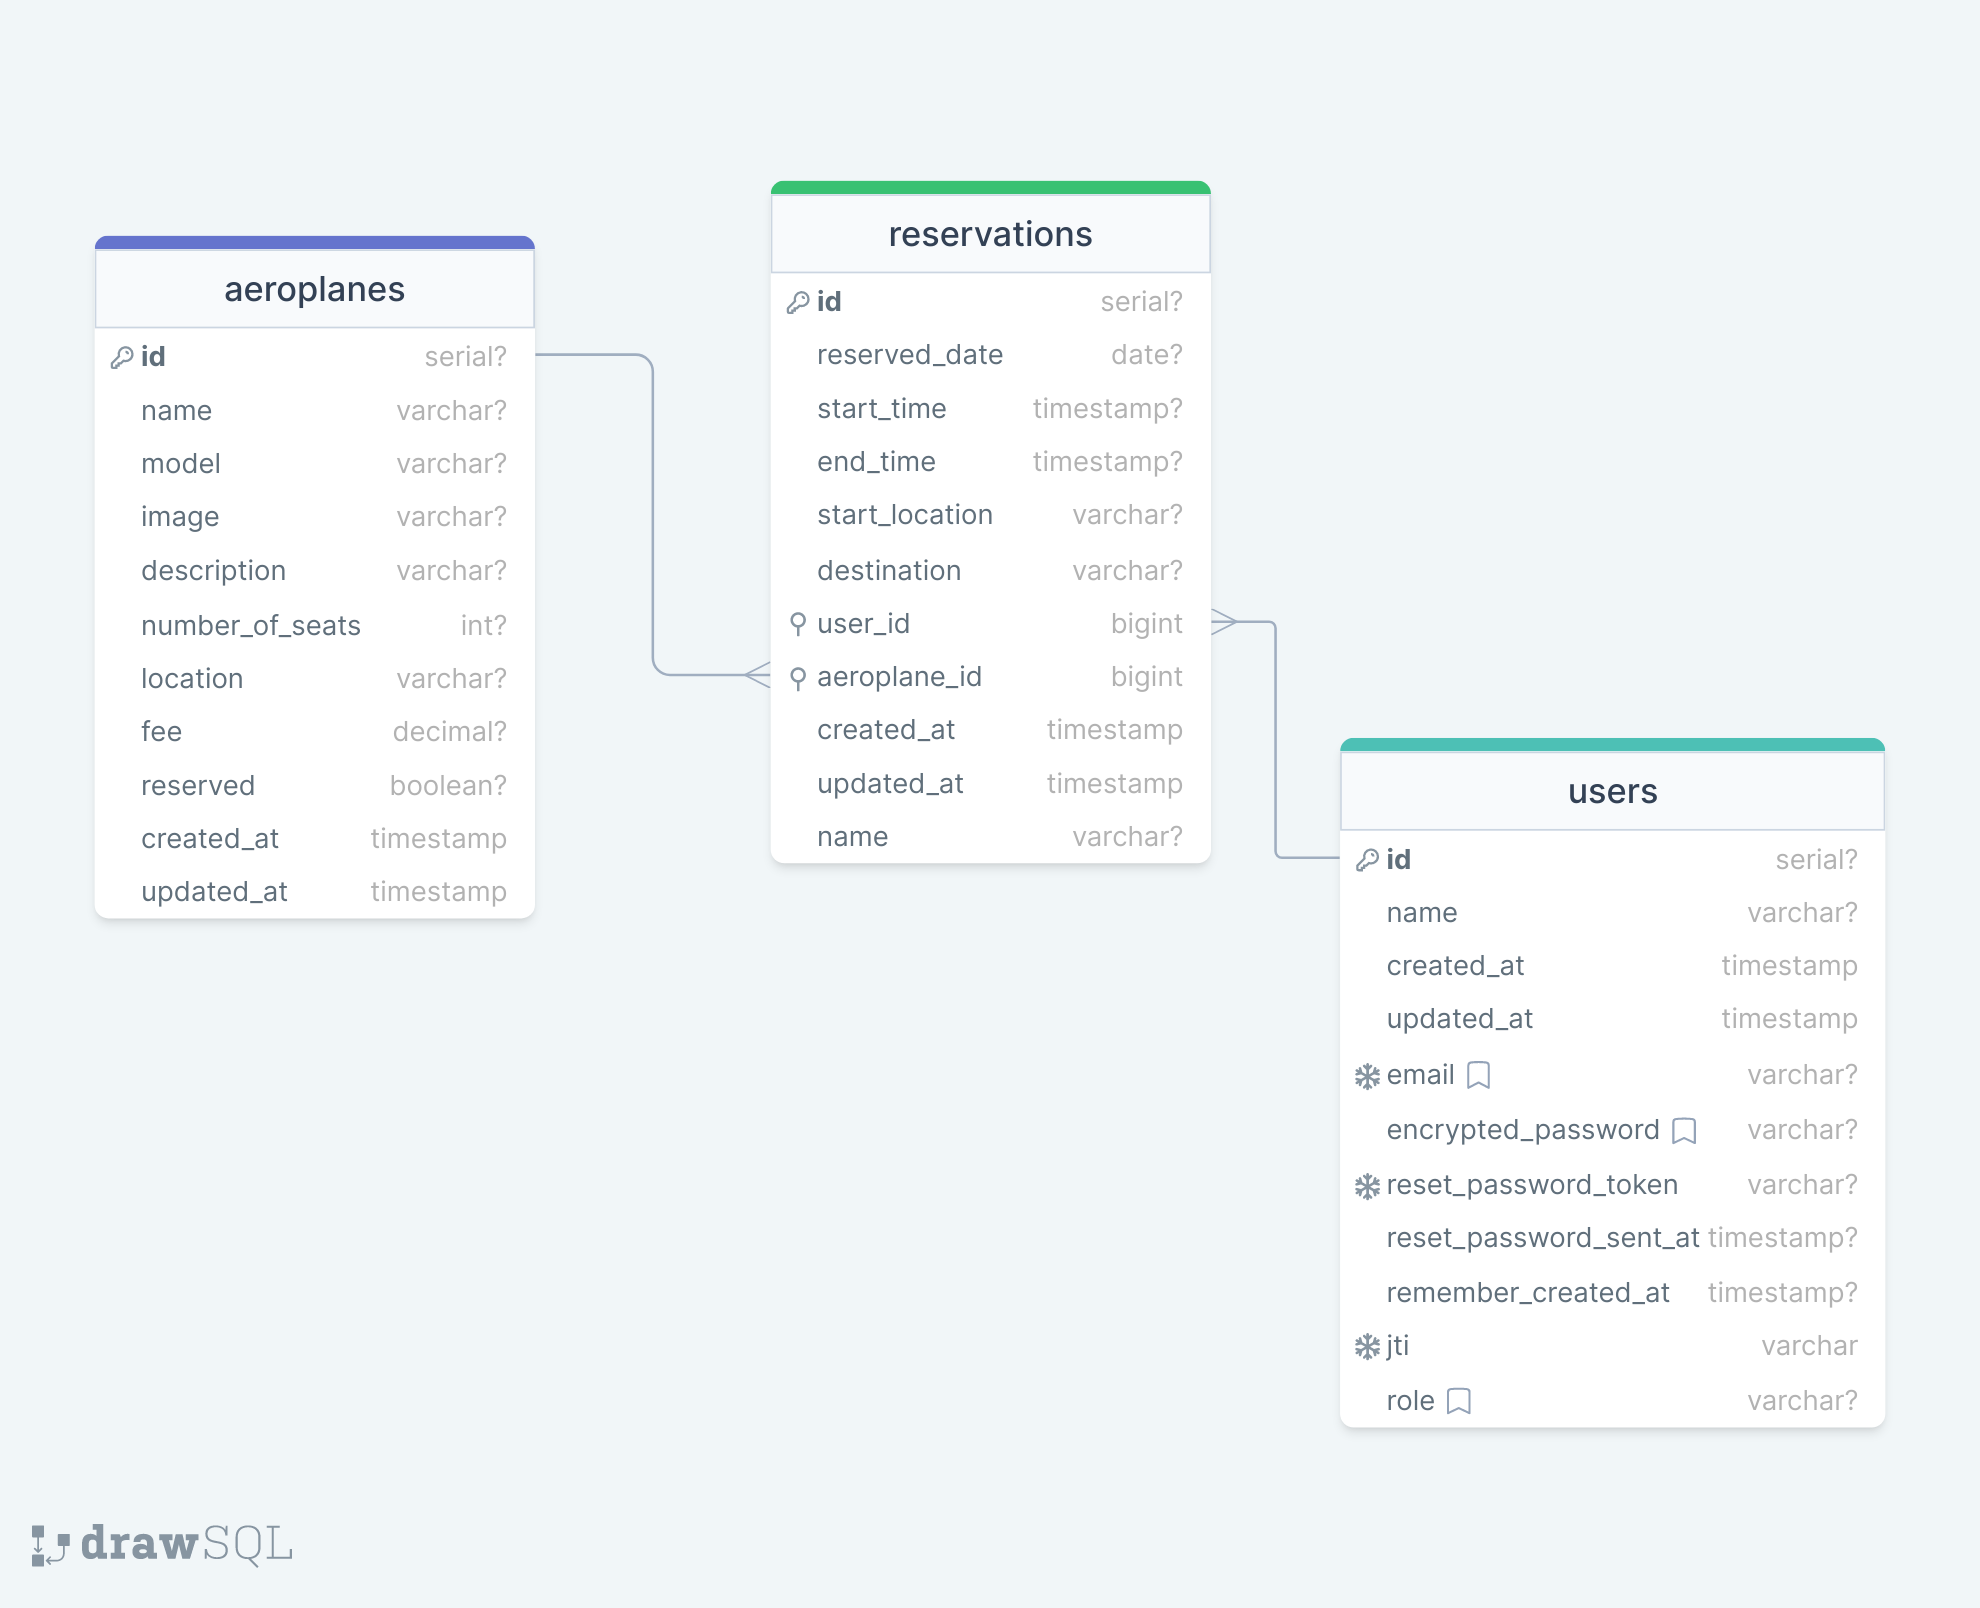 aeroplanes
id serial?
name varchar?
model varchar?
image varchar?
description varchar?
number_of_seats int?
location varchar?
fee decimal?
reserved boolean?
created_at timestamp
updated_at timestamp
reservations
id serial?
reserved_date date?
start_time timestamp?
end_time timestamp?
start_location varchar?
destination varchar?
user_id bigint
aeroplane_id bigint
created_at timestamp
updated_at timestamp
name varchar?
users
id serial?
name varchar?
created_at timestamp
updated_at timestamp
email varchar?
encrypted_password varchar?
reset_password_token varchar?
reset_password_sent_at timestamp?
remember_created_at timestamp?
jti varchar
role varchar?
drawSQL